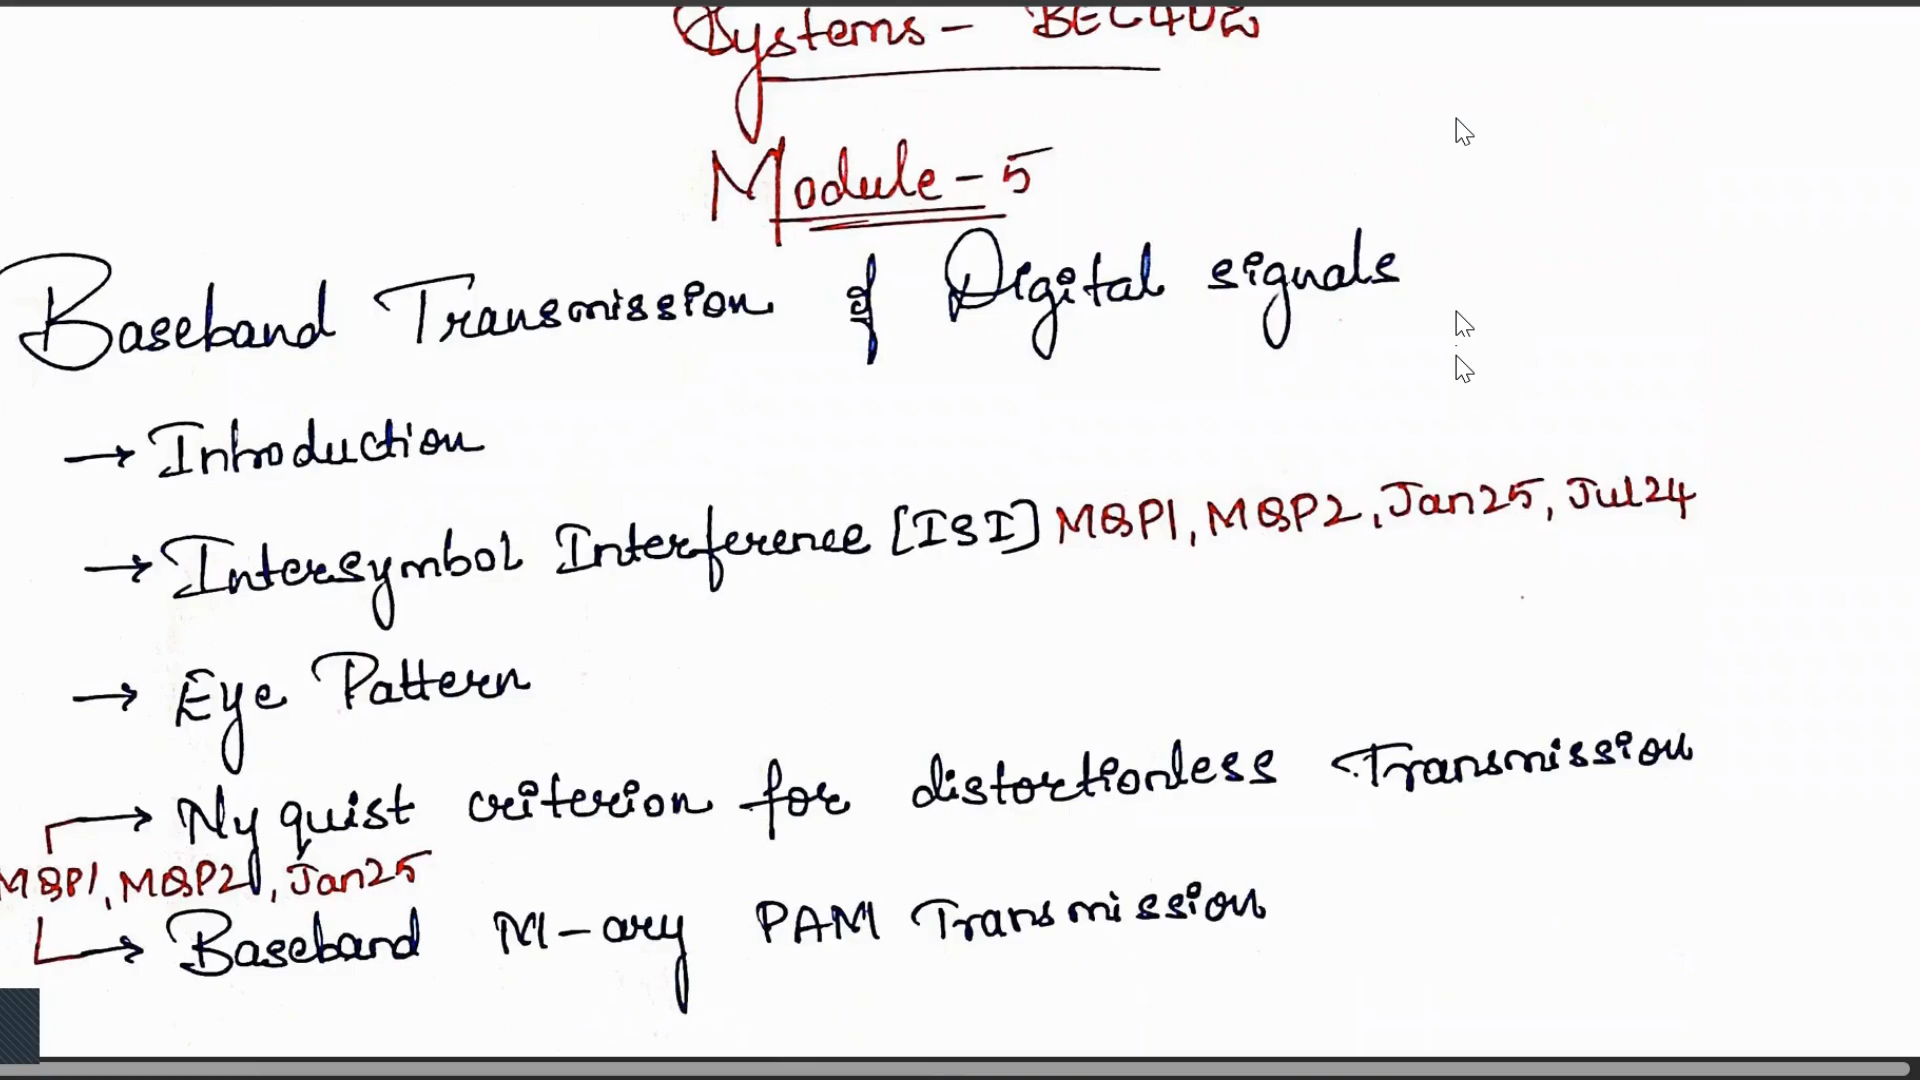 Systems - BEC402
Module - 5
Baseband Transmission of Digital signals
→ Introduction
→ Intersymbol Interference [ISI] MQP1, MQP2, Jan25, Jul24
→ Eye Pattern
→ Nyquist criterion for distortionless Transmission
MQP1, MQP2, Jan25
→ Baseband M-ary PAM Transmission